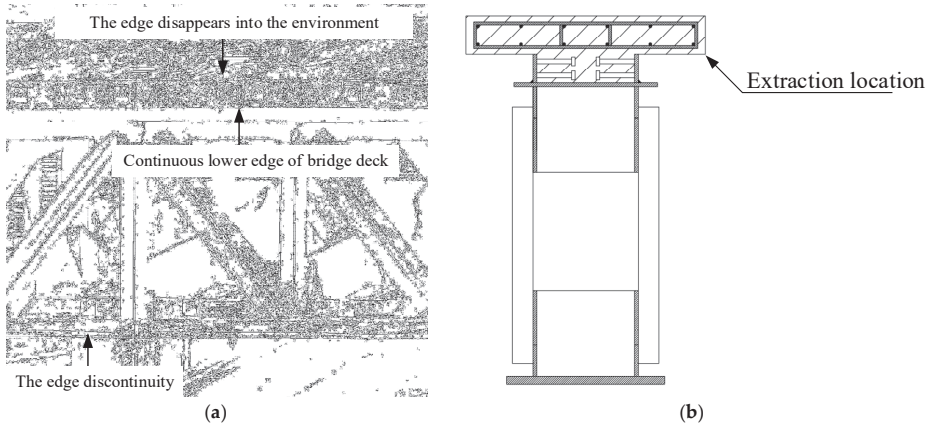 The edge disappears into the environment
Extraction location
Continuous lower edge of bridge deck
The edge discontinuity
(a)
(b)